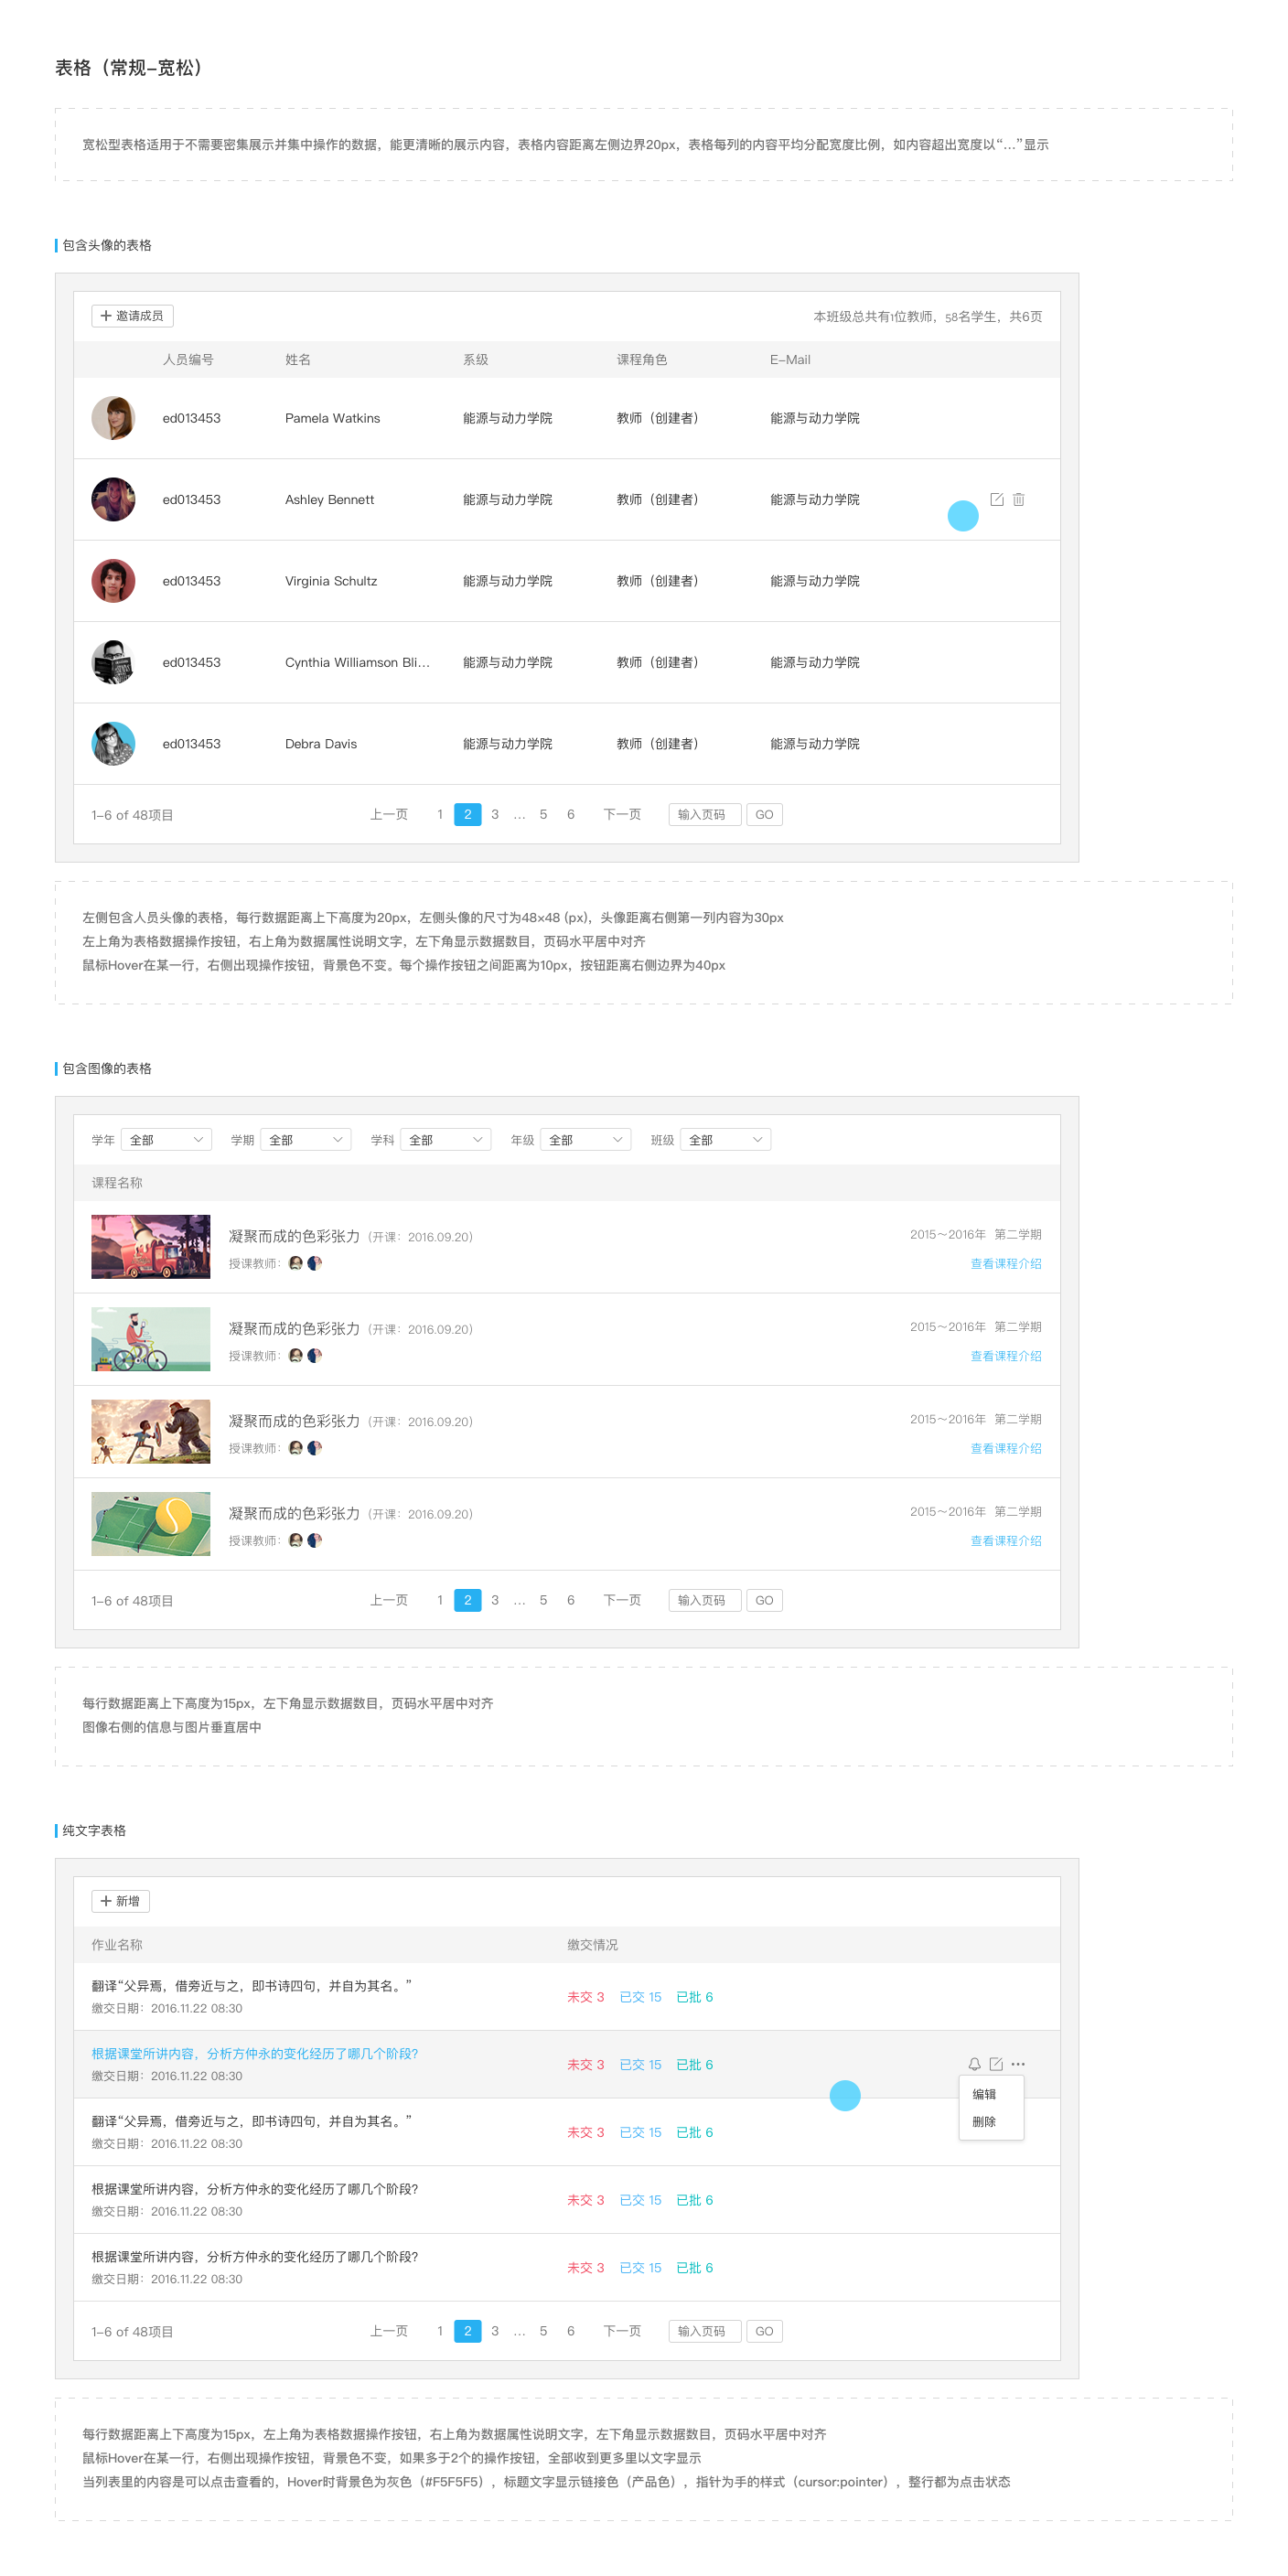 表格（常规-宽松）
宽松型表格适用于不需要密集展示并集中操作的数据，能更清晰的展示内容，表格内容距离左侧边界20px，表格每列的内容平均分配宽度比例，如内容超出宽度以“...”显示
包含头像的表格
+ 邀请成员 本班级总共有1位教师，58名学生，共6页
人员编号 姓名 系级 课程角色 E-Mail
ed013453 Pamela Watkins 能源与动力学院 教师（创建者） 能源与动力学院
ed013453 Ashley Bennett 能源与动力学院 教师（创建者） 能源与动力学院
ed013453 Virginia Schultz 能源与动力学院 教师（创建者） 能源与动力学院
ed013453 Cynthia Williamson Bli... 能源与动力学院 教师（创建者） 能源与动力学院
ed013453 Debra Davis 能源与动力学院 教师（创建者） 能源与动力学院
1-6 of 48项目 上一页 1 2 3 ... 5 6 下一页 输入页码 GO
左侧包含人员头像的表格，每行数据距离上下高度为20px，左侧头像的尺寸为48×48 (px)，头像距离右侧第一列内容为30px
左上角为表格数据操作按钮，右上角为数据属性说明文字，左下角显示数据数目，页码水平居中对齐
鼠标Hover在某一行，右侧出现操作按钮，背景色不变。每个操作按钮之间距离为10px，按钮距离右侧边界为40px
包含图像的表格
学年 全部 学期 全部 学科 全部 年级 全部 班级 全部
课程名称
凝聚而成的色彩张力（开课：2016.09.20） 2015～2016年 第二学期
授课教师： 查看课程介绍
凝聚而成的色彩张力（开课：2016.09.20） 2015～2016年 第二学期
授课教师： 查看课程介绍
凝聚而成的色彩张力（开课：2016.09.20） 2015～2016年 第二学期
授课教师： 查看课程介绍
凝聚而成的色彩张力（开课：2016.09.20） 2015～2016年 第二学期
授课教师： 查看课程介绍
1-6 of 48项目 上一页 1 2 3 ... 5 6 下一页 输入页码 GO
每行数据距离上下高度为15px，左下角显示数据数目，页码水平居中对齐
图像右侧的信息与图片垂直居中
纯文字表格
+ 新增
作业名称 缴交情况
翻译“父异焉，借旁近与之，即书诗四句，并自为其名。”
缴交日期：2016.11.22 08:30 未交 3 已交 15 已批 6
根据课堂所讲内容，分析方仲永的变化经历了哪几个阶段？
缴交日期：2016.11.22 08:30 未交 3 已交 15 已批 6
编辑
删除
翻译“父异焉，借旁近与之，即书诗四句，并自为其名。”
缴交日期：2016.11.22 08:30 未交 3 已交 15 已批 6
根据课堂所讲内容，分析方仲永的变化经历了哪几个阶段？
缴交日期：2016.11.22 08:30 未交 3 已交 15 已批 6
根据课堂所讲内容，分析方仲永的变化经历了哪几个阶段？
缴交日期：2016.11.22 08:30 未交 3 已交 15 已批 6
1-6 of 48项目 上一页 1 2 3 ... 5 6 下一页 输入页码 GO
每行数据距离上下高度为15px，左上角为表格数据操作按钮，右上角为数据属性说明文字，左下角显示数据数目，页码水平居中对齐
鼠标Hover在某一行，右侧出现操作按钮，背景色不变，如果多于2个的操作按钮，全部收到更多里以文字显示
当列表里的内容是可以点击查看的，Hover时背景色为灰色（#F5F5F5），标题文字显示链接色（产品色），指针为手的样式（cursor:pointer），整行都为点击状态